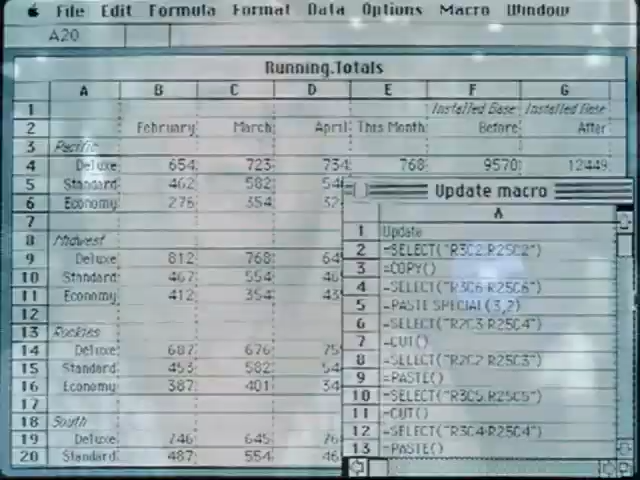 File Edit Formula Format Data Options Macro Window
A20
Running.Totals
A B C D E F G
1 Installed Base Installed Base
2 February March April This Month Before After
3 Pacific
4 Deluxe 654 723 734 768 9570 12449
5 Standard 462 582
6 Economy 276 354
7
8 Midwest
9 Deluxe 812 768
10 Standard 467 554
11 Economy 412 354
12
13 Rockies
14 Deluxe 687 676
15 Standard 453 582
16 Economy 387 401
17
18 South
19 Deluxe 746 645
20 Standard 487 554
Update macro
A
1 Update
2 =SELECT("R3C2:R25C2")
3 =COPY()
4 =SELECT("R3C6:R25C6")
5 =PASTE.SPECIAL(3,2)
6 =SELECT("R2C3:R25C4")
7 =CUT()
8 =SELECT("R2C2:R25C3")
9 =PASTE()
10 =SELECT("R3C5:R25C5")
11 =CUT()
12 =SELECT("R3C4:R25C4")
13 =PASTE()